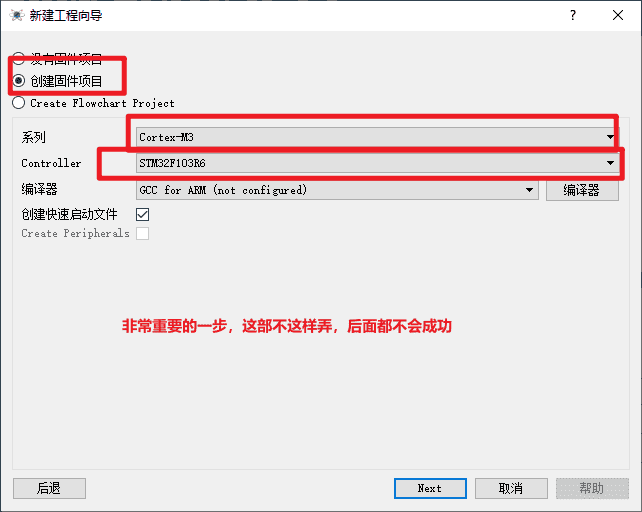 新建工程向导
没有固件项目
创建固件项目
Create Flowchart Project
系列
Cortex-M3
Controller
STM32F103R6
编译器
GCC for ARM (not configured)
编译器
创建快速启动文件
Create Peripherals
非常重要的一步，这部不这样弄，后面都不会成功
后退
Next
取消
帮助